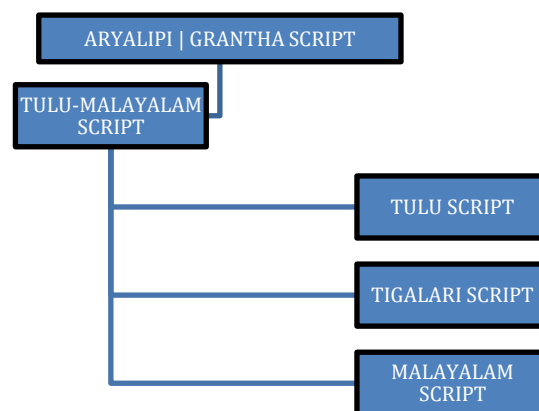 ARYALIPI | GRANTHA SCRIPT
TULU-MALAYALAM
SCRIPT
TULU SCRIPT
TIGALARI SCRIPT
MALAYALAM
SCRIPT